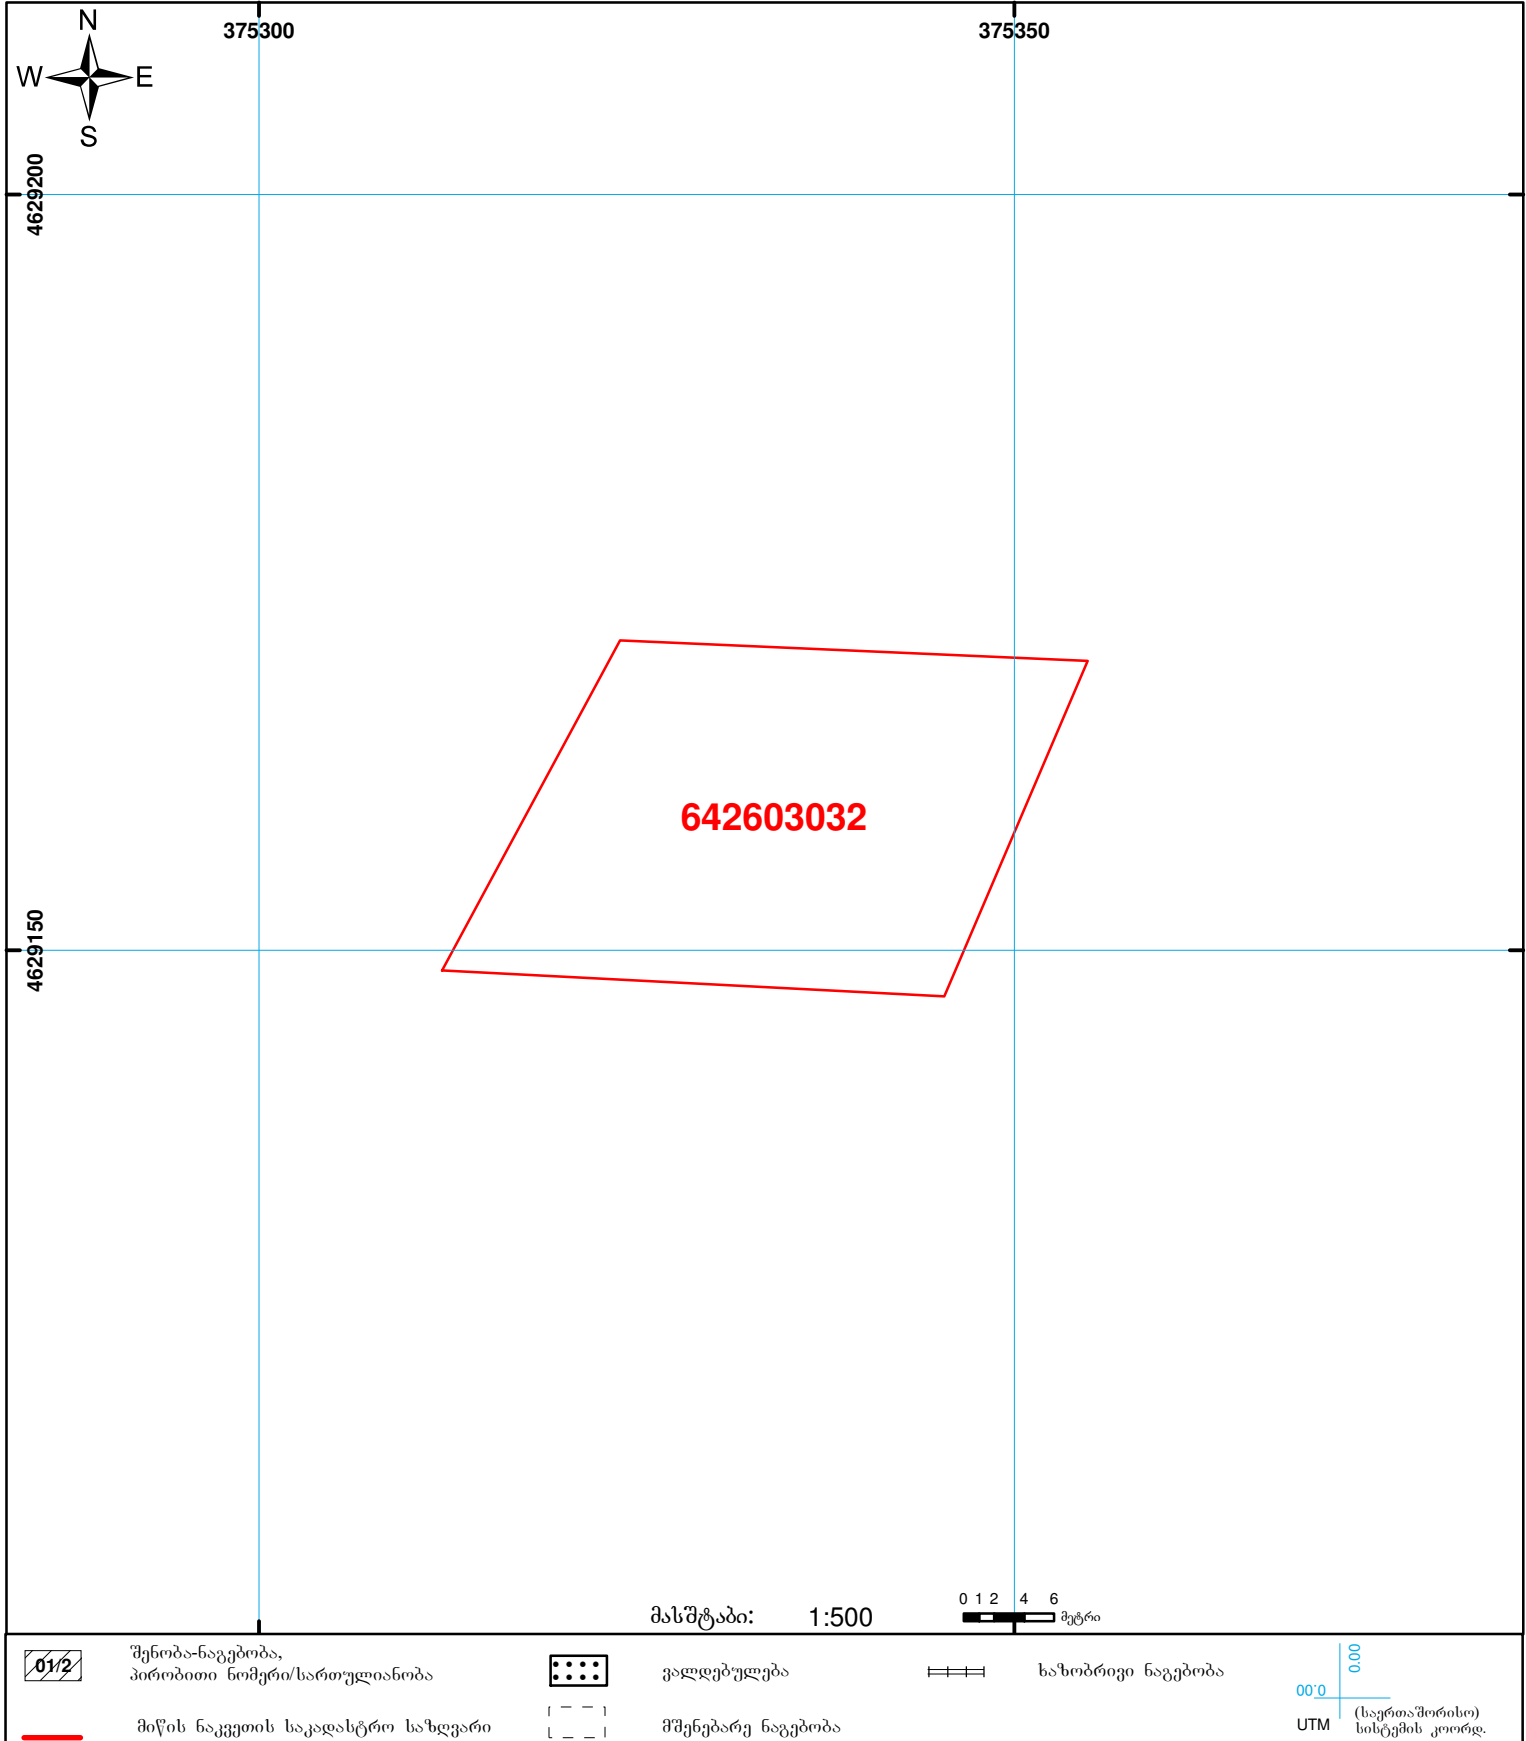 N
W E
S
375300
375350
4629200
4629150
642603032
მასშტაბი: 1:500
0 1 2 4 6
მეტრი
01/2
შენობა-ნაგებობა,
პირობითი ნომერი/სართულიანობა
ვალდებულება
ხაზობრივი ნაგებობა
მიწის ნაკვეთის საკადასტრო საზღვარი
მშენებარე ნაგებობა
0.00
0.00
UTM
(საერთაშორისო)
სისტემის კოორდ.